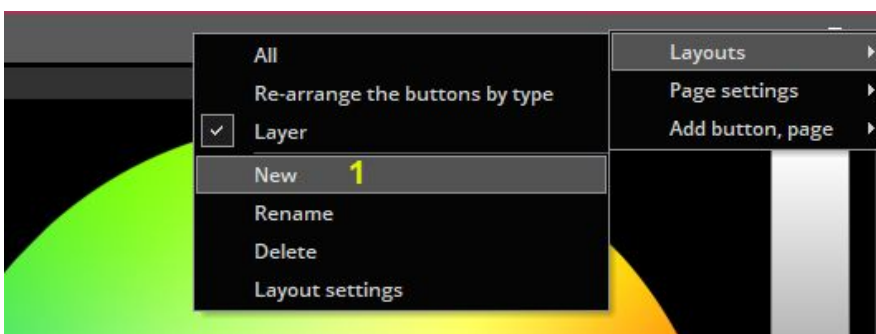 All
Re-arrange the buttons by type
Layer
New 1
Rename
Delete
Layout settings
Layouts
Page settings
Add button, page